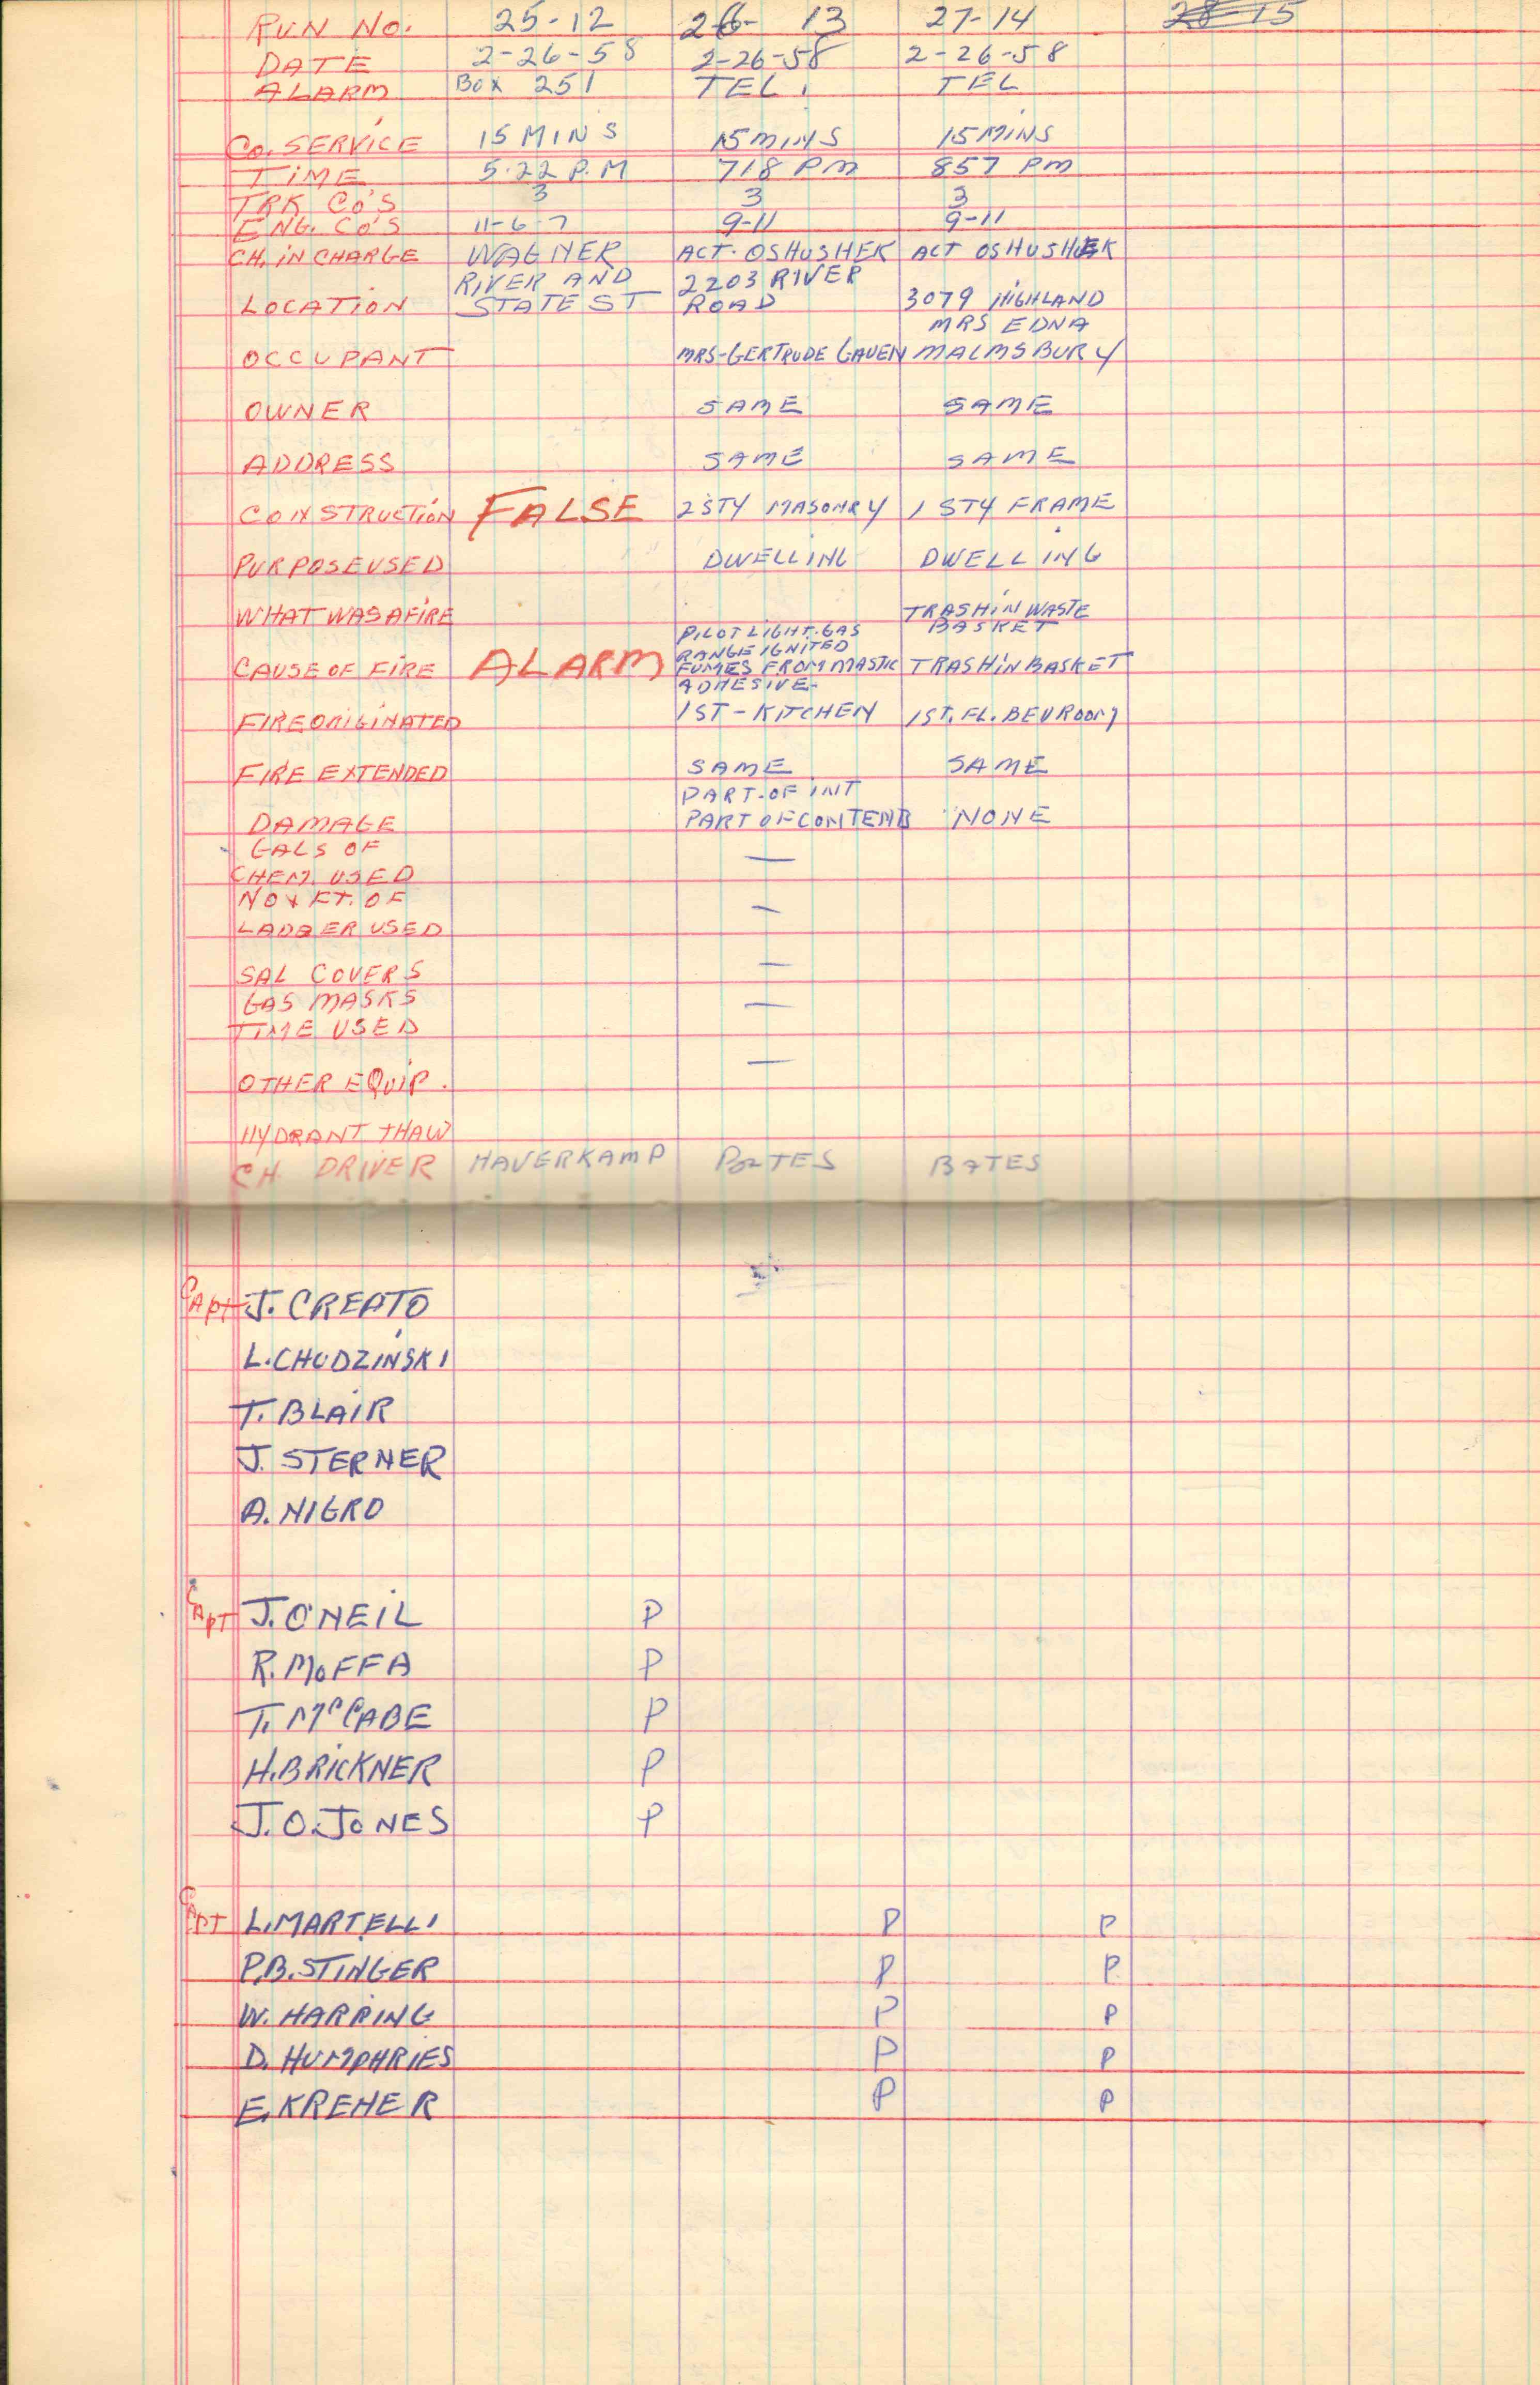 RUN NO. 25-12 26- 13 27-14 28-15
DATE 2-26-58 2-26-58 2-26-58
ALARM BOX 251 TEL. TEL
CO. SERVICE 15 MINS 15 MINS 15 MINS
TIME 5.22 P.M 718 PM 857 PM
TRK CO'S 3 3 3
ENG. CO'S 11-6-7 9-11 9-11
CH. IN CHARGE WAGNER ACT. OSHUSHEK ACT OSHUSHEK
RIVER AND 2203 RIVER
LOCATION STATE ST ROAD 3079 HIGHLAND
MRS EDNA
OCCUPANT MRS-GERTRUDE GAUEN MALMSBURY
OWNER SAME SAME
ADDRESS SAME SAME
CONSTRUCTION FALSE 2STY MASONRY 1 STY FRAME
PURPOSE USED DWELLING DWELLING
WHAT WAS AFIRE TRASH IN WASTE
BASKET
PILOT LIGHT-GAS
RANGE IGNITED
CAUSE OF FIRE ALARM FUMES FROM MASTIC TRASH IN BASKET
ADHESIVE-
FIRE ORIGINATED 1ST-KITCHEN 1ST. FL. BEDROOM
FIRE EXTENDED SAME SAME
PART-OF INT
DAMAGE PART OF CONTENTS NONE
GALS OF —
CHEM. USED
NO & FT. OF —
LADDER USED
SAL COVERS —
GAS MASKS —
TIME USED
OTHER EQUIP. —
HYDRANT THAW
CH. DRIVER HAVERKAMP BATES
CAPT J. CREATO
L. CHUDZINSKI
T. BLAIR
J. STERNER
A. NIGRO
CAPT J. O'NEIL P
R. MOFFA P
T. McCABE P
H. BRICKNER P
J. O. JONES P
CAPT L. MARTELLI P P
P.B. STINGER P P
W. HARRING P P
D. HUMPHRIES P P
E. KREHER P P